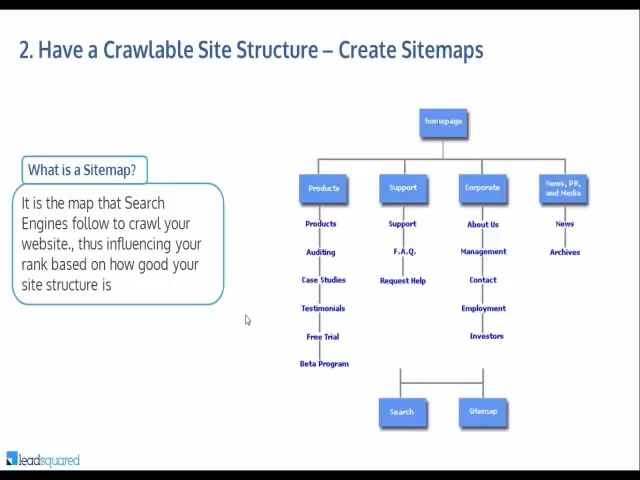 2. Have a Crawlable Site Structure – Create Sitemaps
What is a Sitemap?
It is the map that Search
Engines follow to crawl your
website., thus influencing your
rank based on how good your
site structure is
homepage
Products
Support
Corporate
News, PR,
and Media
Products
Auditing
Case Studies
Testimonials
Free Trial
Beta Program
Support
F.A.Q.
Request Help
About Us
Management
Contact
Employment
Investors
News
Archives
Search
Sitemap
leadsquared